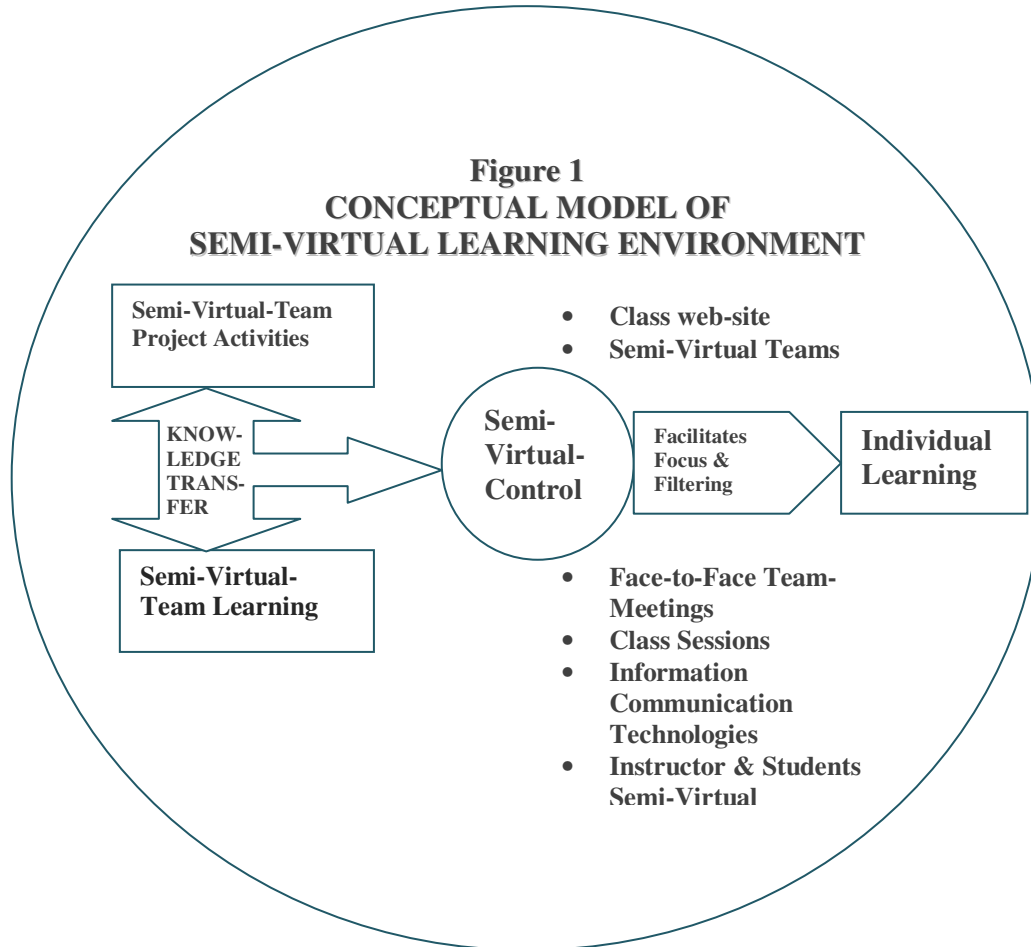 Figure 1
CONCEPTUAL MODEL OF
SEMI-VIRTUAL LEARNING ENVIRONMENT
Semi-Virtual-Team
Project Activities
• Class web-site
• Semi-Virtual Teams
KNOW-
LEDGE
TRANS-
FER
Semi-
Virtual-
Control
Facilitates
Focus &
Filtering
Individual
Learning
Semi-Virtual-
Team Learning
• Face-to-Face Team-
Meetings
• Class Sessions
• Information
Communication
Technologies
• Instructor & Students
Semi-Virtual